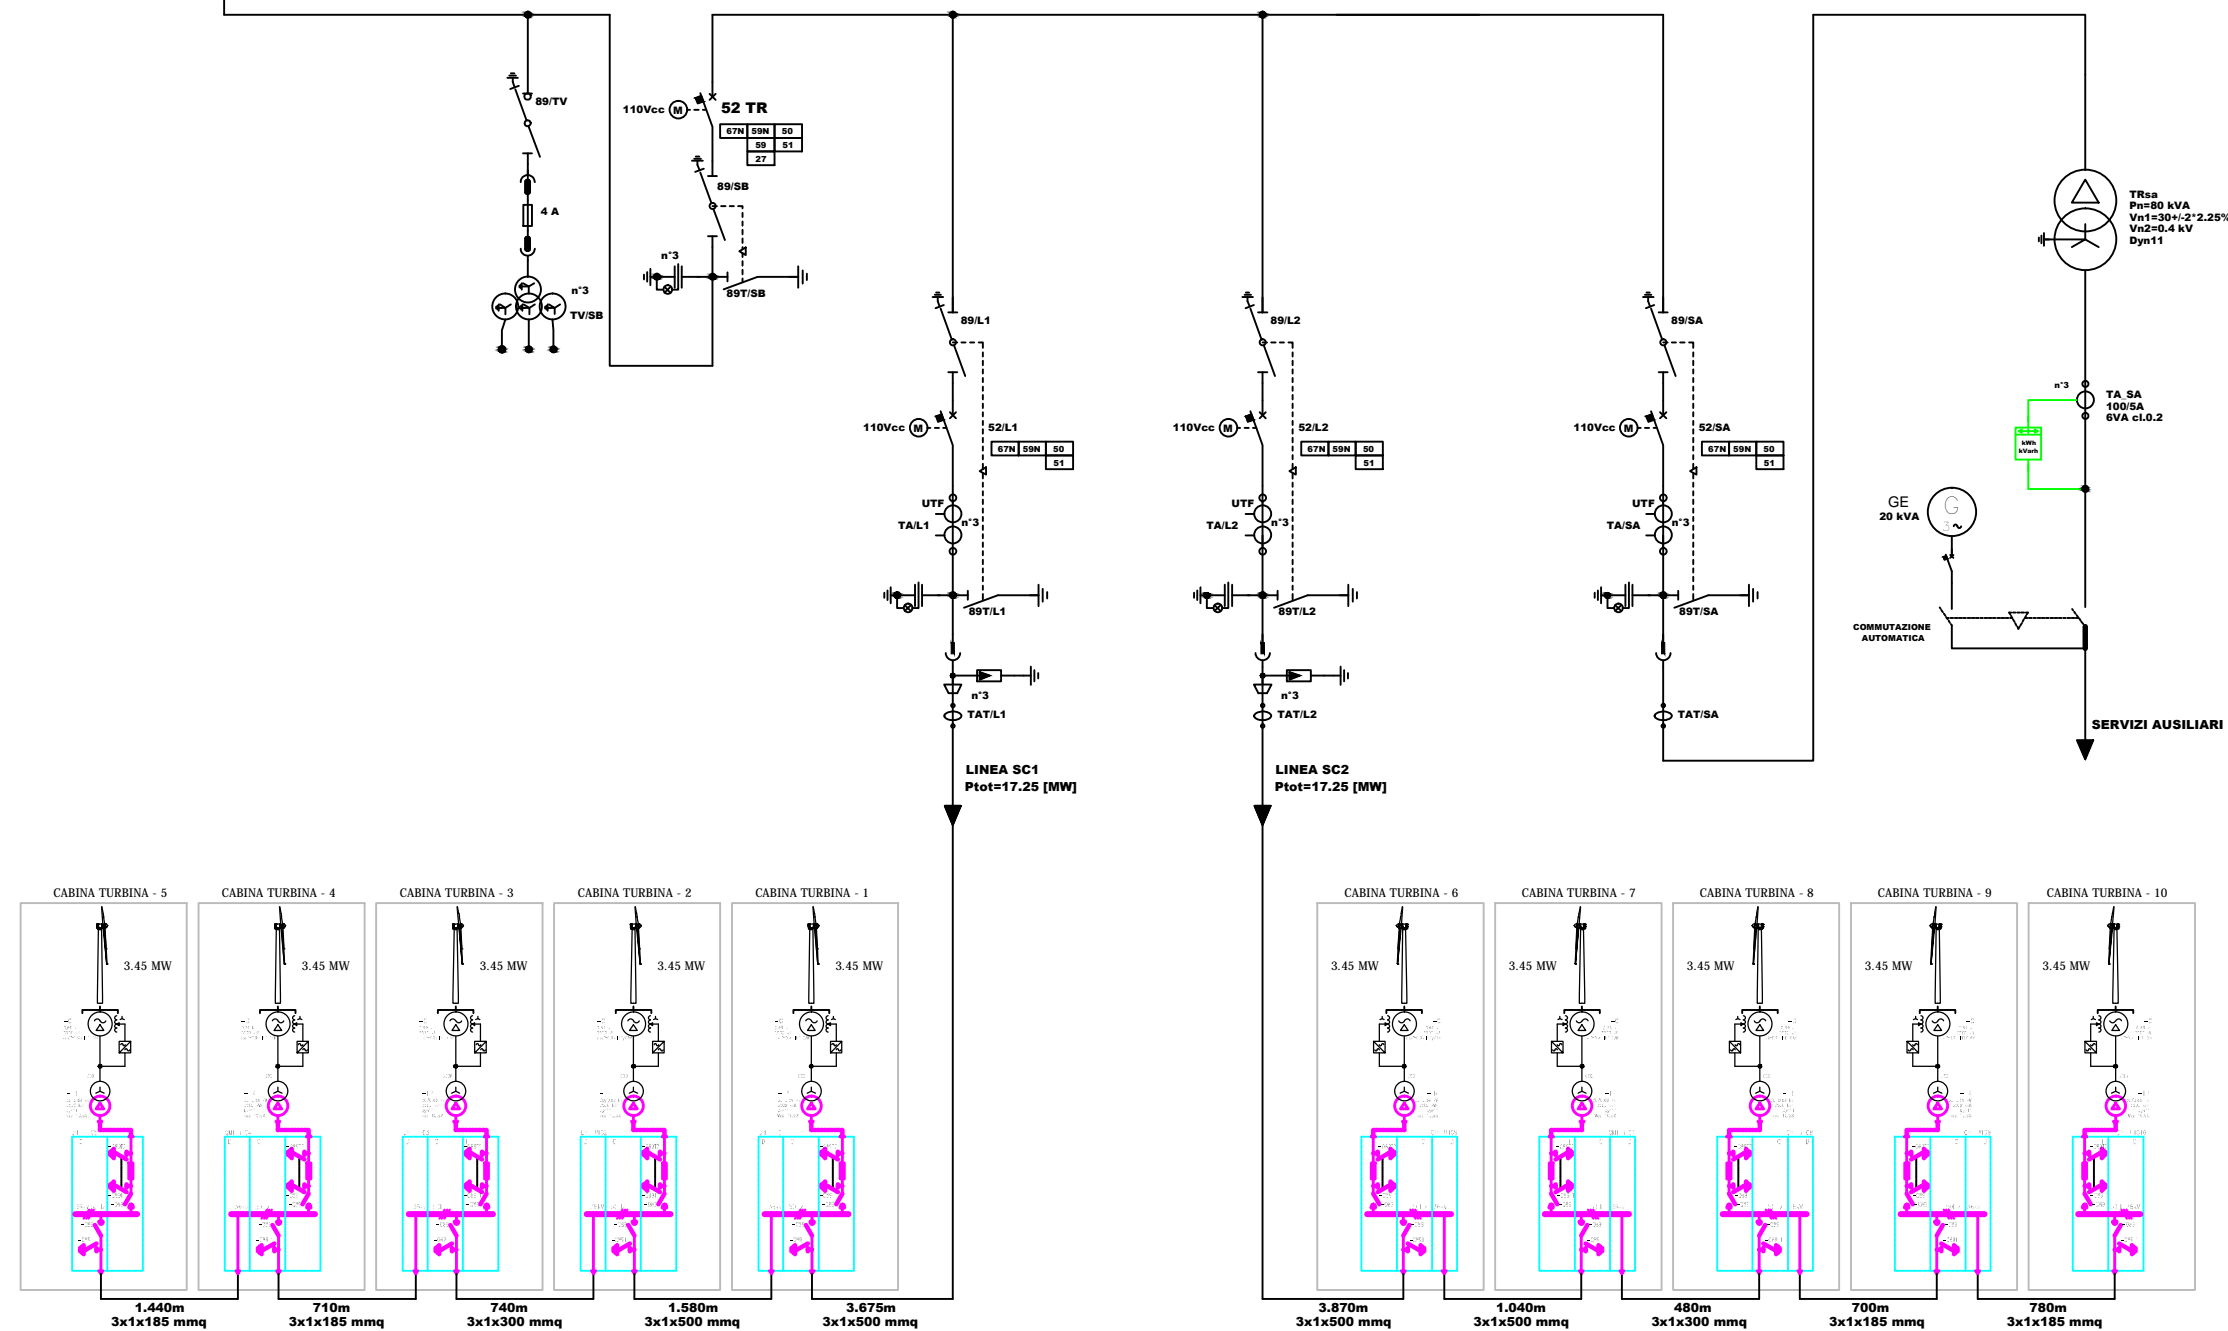 89/TV
4 A
n°3
TV/SB
110Vcc
M
52 TR
67N 59N 50
59 51
27
89/SB
n°3
89T/SB
89/L1
110Vcc
M
52/L1
67N 59N 50
51
UTF
TA/L1
n°3
89T/L1
n°3
TAT/L1
LINEA SC1
Ptot=17.25 [MW]
89/L2
110Vcc
M
52/L2
67N 59N 50
51
UTF
TA/L2
n°3
89T/L2
n°3
TAT/L2
LINEA SC2
Ptot=17.25 [MW]
89/SA
110Vcc
M
52/SA
67N 59N 50
51
UTF
TA/SA
n°3
89T/SA
TAT/SA
TRsa
Pn=80 kVA
Vn1=30+/-2*2.25%
Vn2=0.4 kV
Dyn11
n°3
TA_SA
100/5A
6VA cl.0.2
kWh
kVarh
GE
20 kVA
G
3~
COMMUTAZIONE
AUTOMATICA
SERVIZI AUSILIARI
CABINA TURBINA - 5
3.45 MW
CABINA TURBINA - 4
3.45 MW
CABINA TURBINA - 3
3.45 MW
CABINA TURBINA - 2
3.45 MW
CABINA TURBINA - 1
3.45 MW
CABINA TURBINA - 6
3.45 MW
CABINA TURBINA - 7
3.45 MW
CABINA TURBINA - 8
3.45 MW
CABINA TURBINA - 9
3.45 MW
CABINA TURBINA - 10
3.45 MW
1.440m
3x1x185 mmq
710m
3x1x185 mmq
740m
3x1x300 mmq
1.580m
3x1x500 mmq
3.675m
3x1x500 mmq
3.870m
3x1x500 mmq
1.040m
3x1x500 mmq
480m
3x1x300 mmq
700m
3x1x185 mmq
780m
3x1x185 mmq